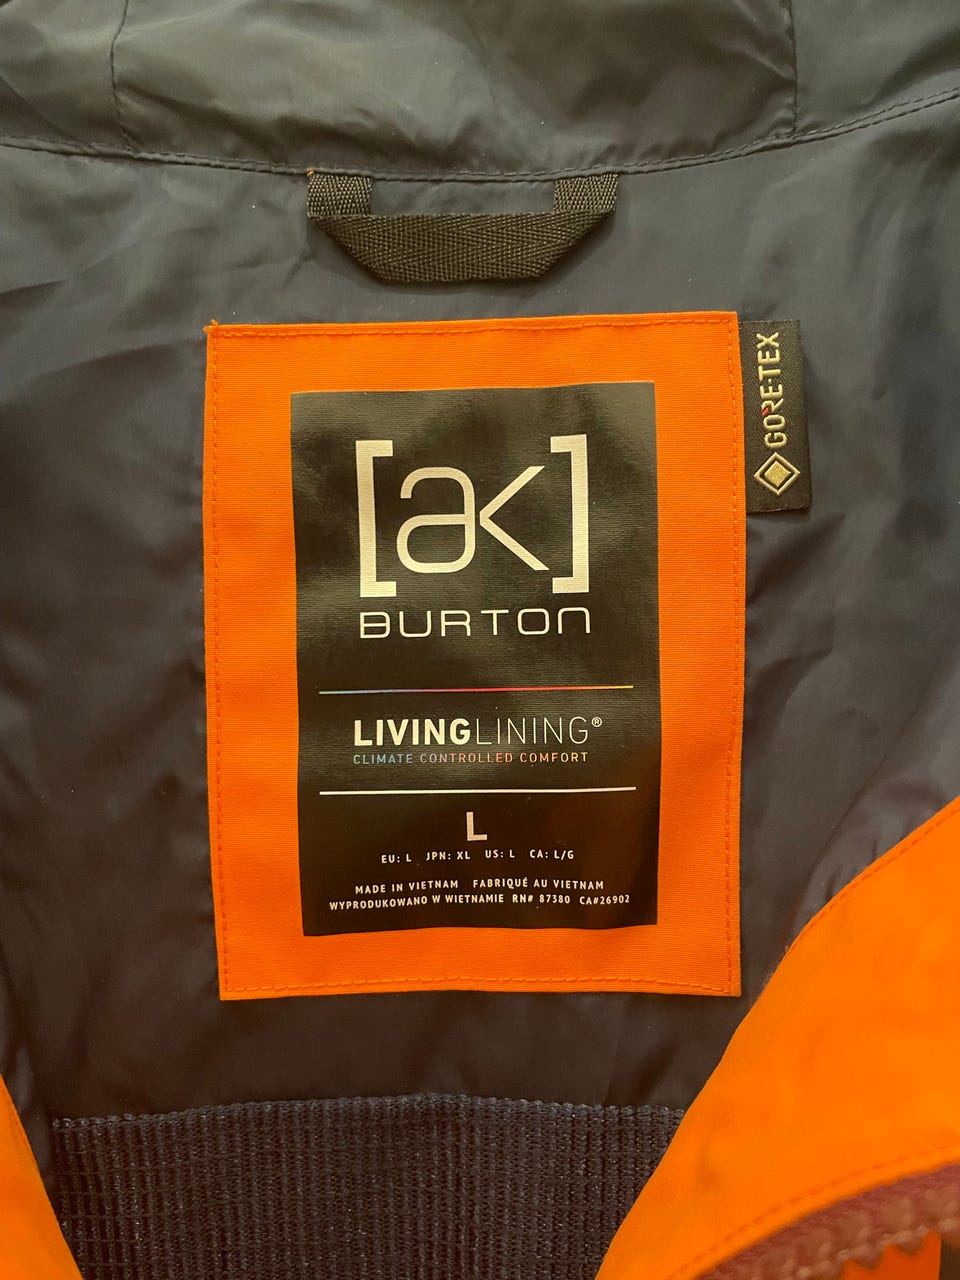 [ak]
BURTON
LIVINGLINING®
CLIMATE CONTROLLED COMFORT
L
EU: L JPN: XL US: L CA: L/G
MADE IN VIETNAM FABRIQUÉ AU VIETNAM
WYPRODUKOWANO W WIETNAMIE RN# 87380 CA#26902
GORE-TEX